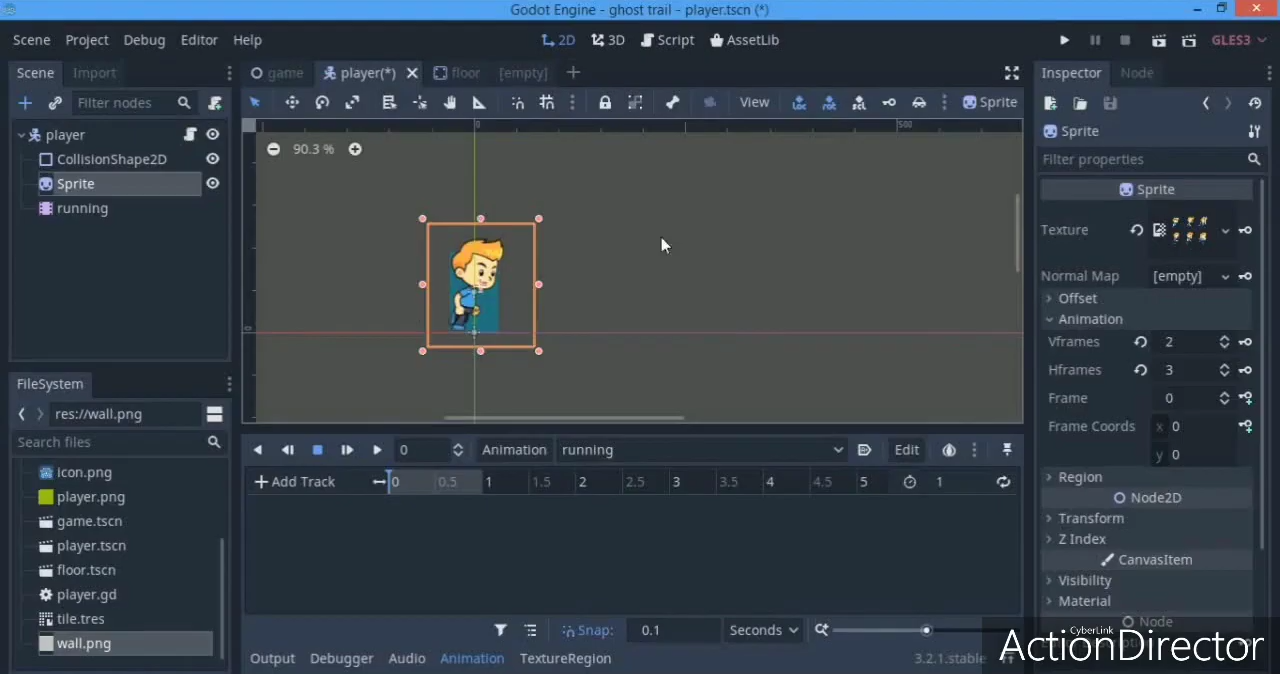 Godot Engine - ghost trail - player.tscn (*)
Scene Project Debug Editor Help
2D 3D Script AssetLib
GLES3
Scene Import
Filter nodes
player
CollisionShape2D
Sprite
running
FileSystem
res://wall.png
Search files
icon.png
player.png
game.tscn
player.tscn
floor.tscn
player.gd
tile.tres
wall.png
game player(*) floor [empty]
View Sprite
0 500
90.3 %
0
0 Animation running Edit
Add Track 0 0.5 1 1.5 2 2.5 3 3.5 4 4.5 5 1
Snap: 0.1 Seconds
Output Debugger Audio Animation TextureRegion 3.2.1.stable
Inspector Node
Sprite
Filter properties
Sprite
Texture
Normal Map [empty]
Offset
Animation
Vframes 2
Hframes 3
Frame 0
Frame Coords x 0
y 0
Region
Node2D
Transform
Z Index
CanvasItem
Visibility
Material
Node
CyberLink
ActionDirector